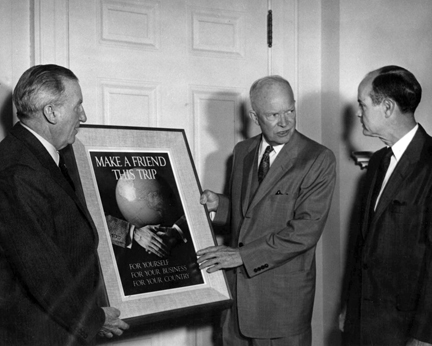 MAKE A FRIEND
THIS TRIP
FOR YOURSELF
FOR YOUR BUSINESS
FOR YOUR COUNTRY